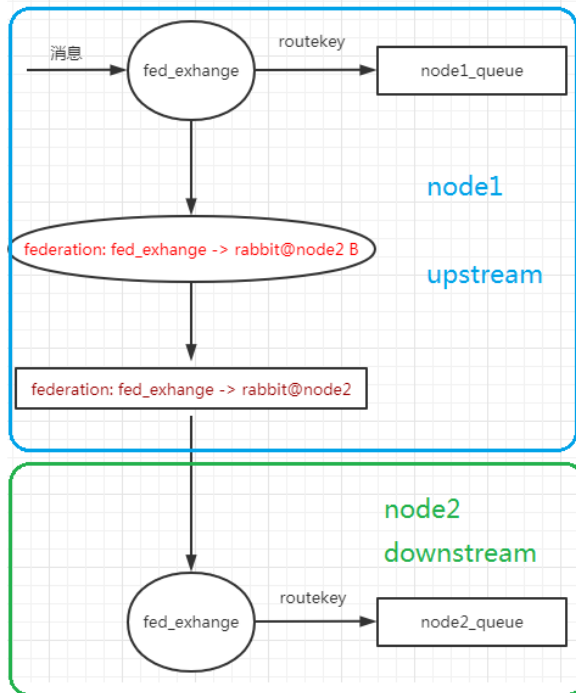 消息
fed_exhange
routekey
node1_queue
node1
federation: fed_exhange -> rabbit@node2 B
upstream
federation: fed_exhange -> rabbit@node2
node2
downstream
fed_exhange
routekey
node2_queue